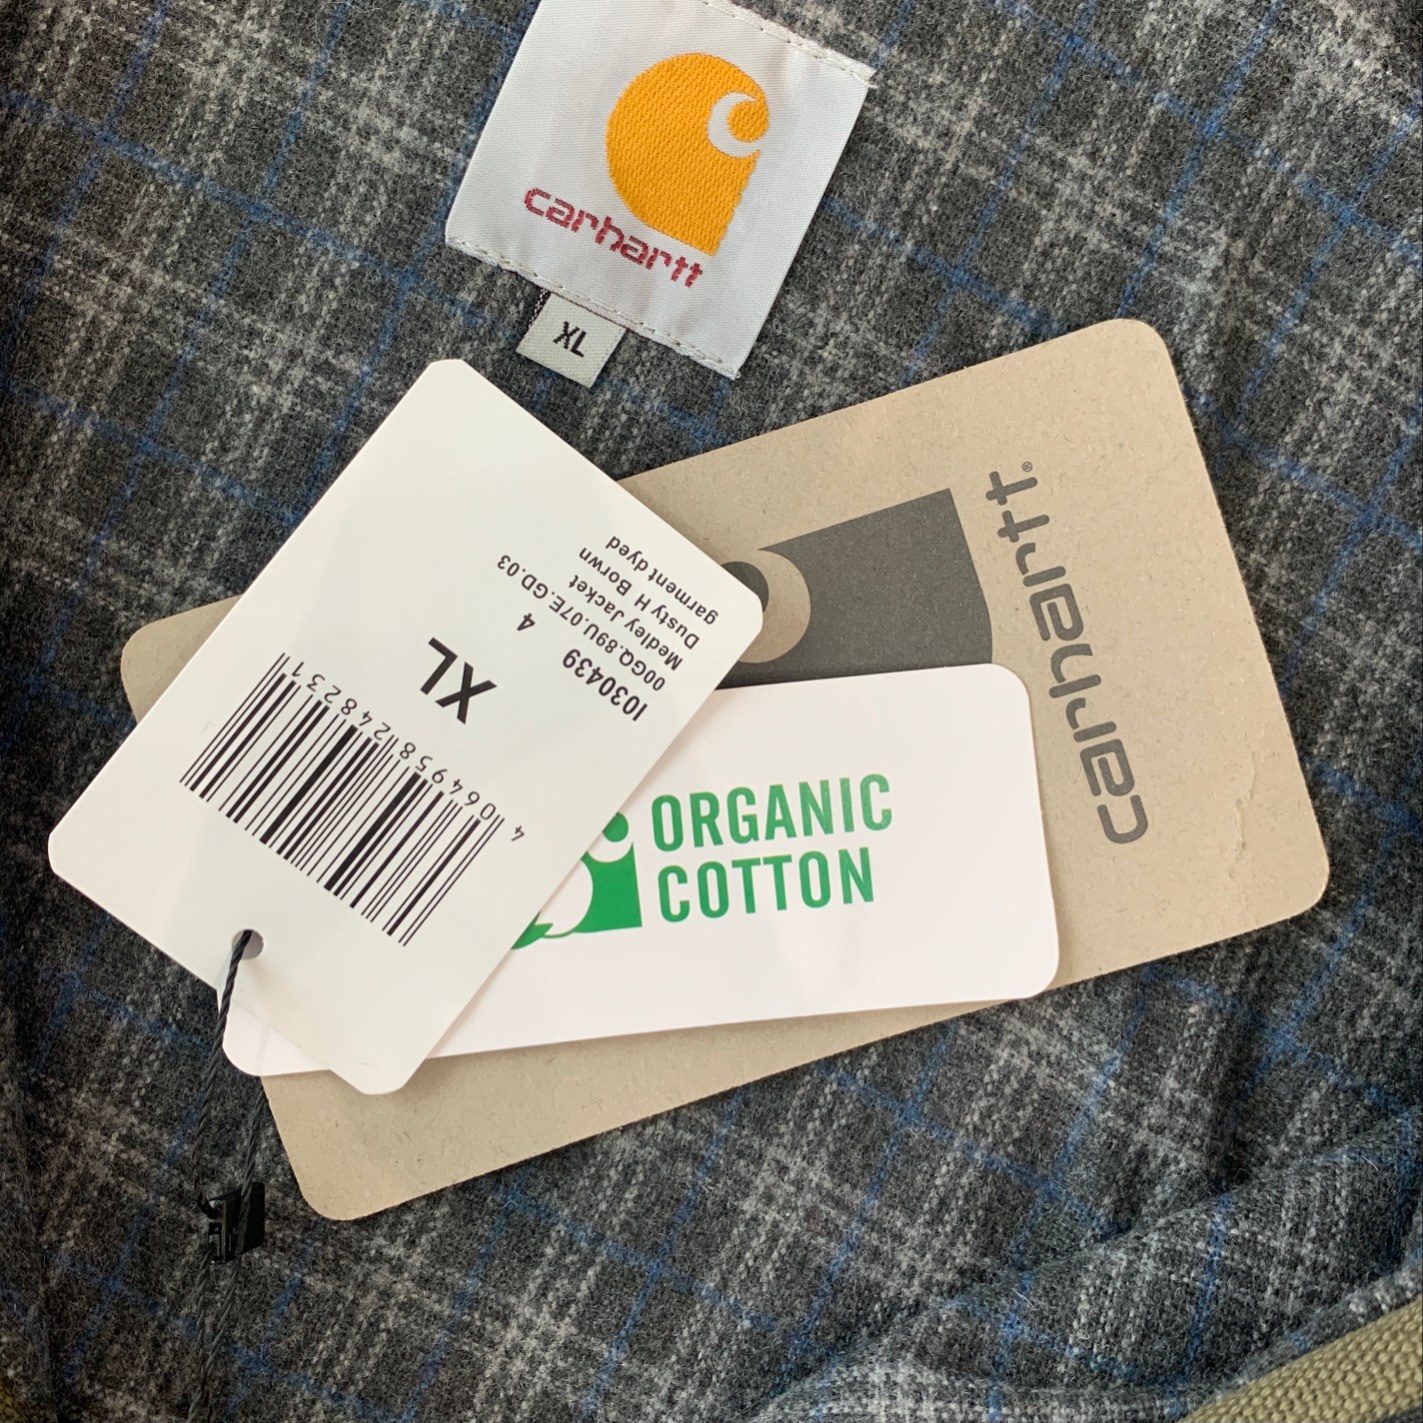 carhartt
XL
carhartt®
ORGANIC
COTTON
I030439
4
00GQ.89U.07E.GD.03
Medley Jacket
Dusty H Borwn
garment dyed
XL
4 064958 248231